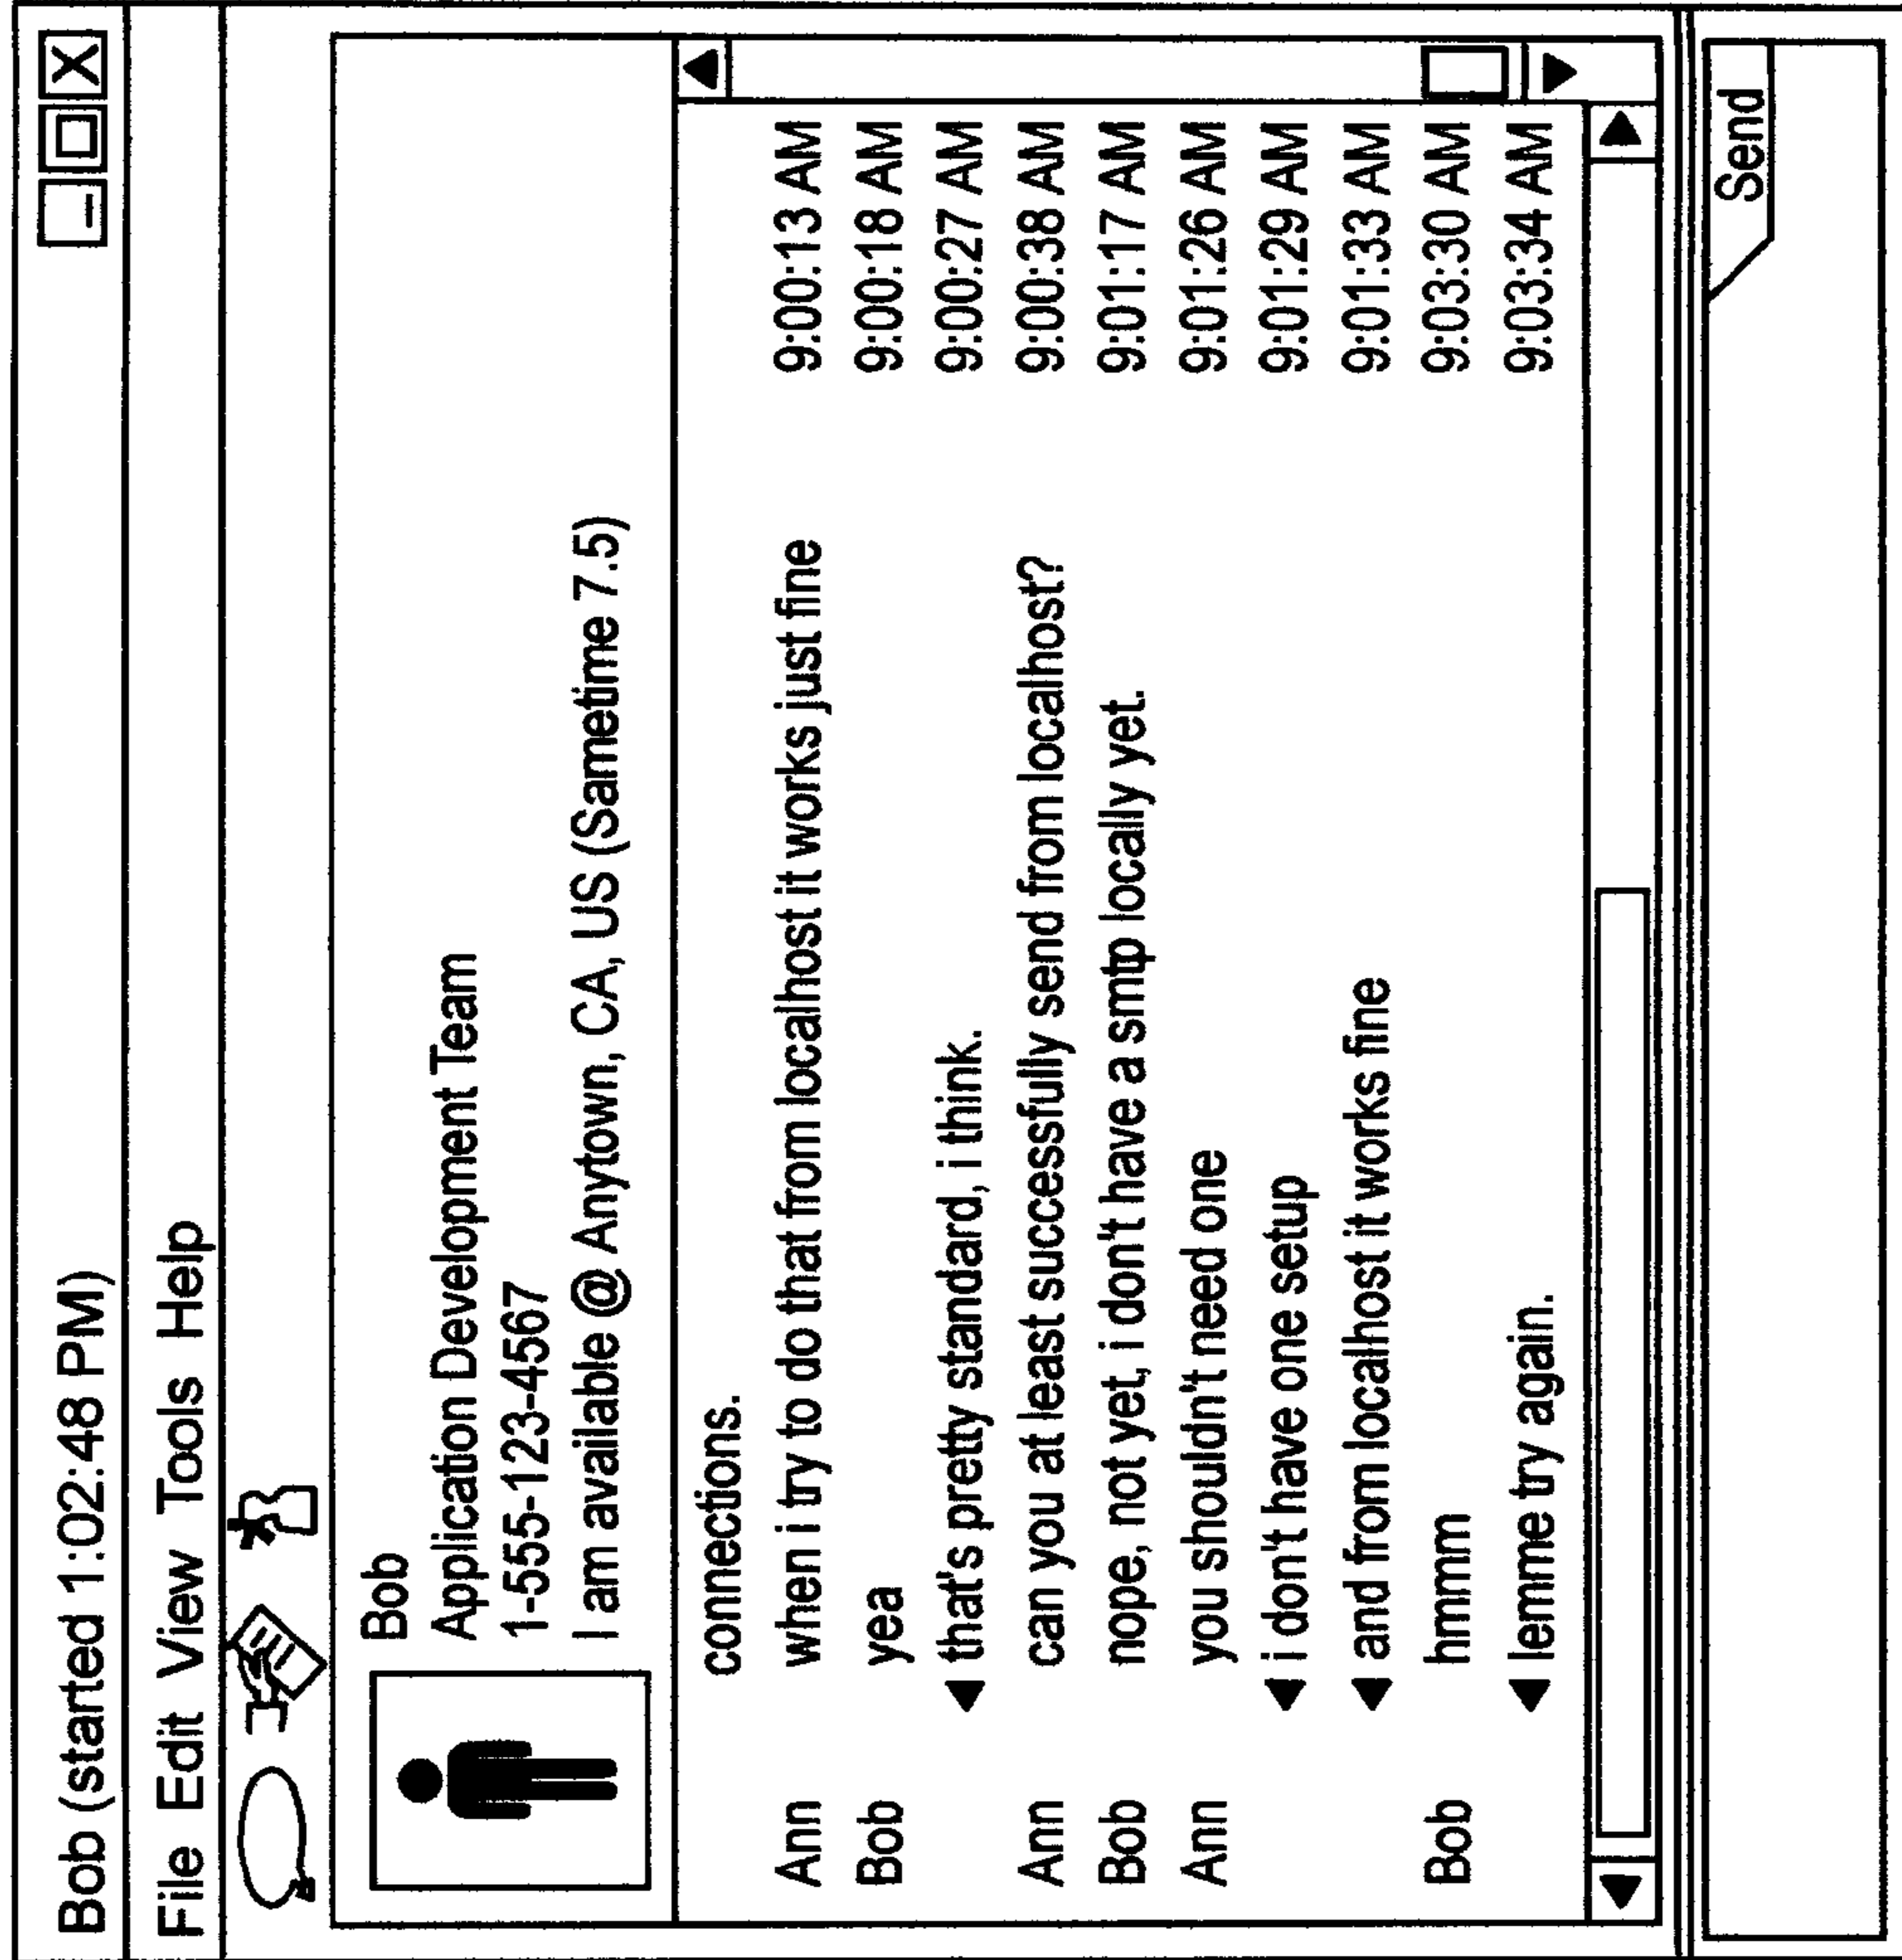 Bob (started 1:02:48 PM)
File Edit View Tools Help
Bob
Application Development Team
1-555-123-4567
I am available @ Anytown, CA, US (Sametime 7.5)
connections.
Ann when i try to do that from localhost it works just fine 9:00:13 AM
Bob yea 9:00:18 AM
that's pretty standard, i think. 9:00:27 AM
Ann can you at least successfully send from localhost? 9:00:38 AM
Bob nope, not yet, i don't have a smtp locally yet. 9:01:17 AM
Ann you shouldn't need one 9:01:26 AM
i don't have one setup 9:01:29 AM
and from localhost it works fine 9:01:33 AM
Bob hmmm 9:03:30 AM
lemme try again. 9:03:34 AM
Send